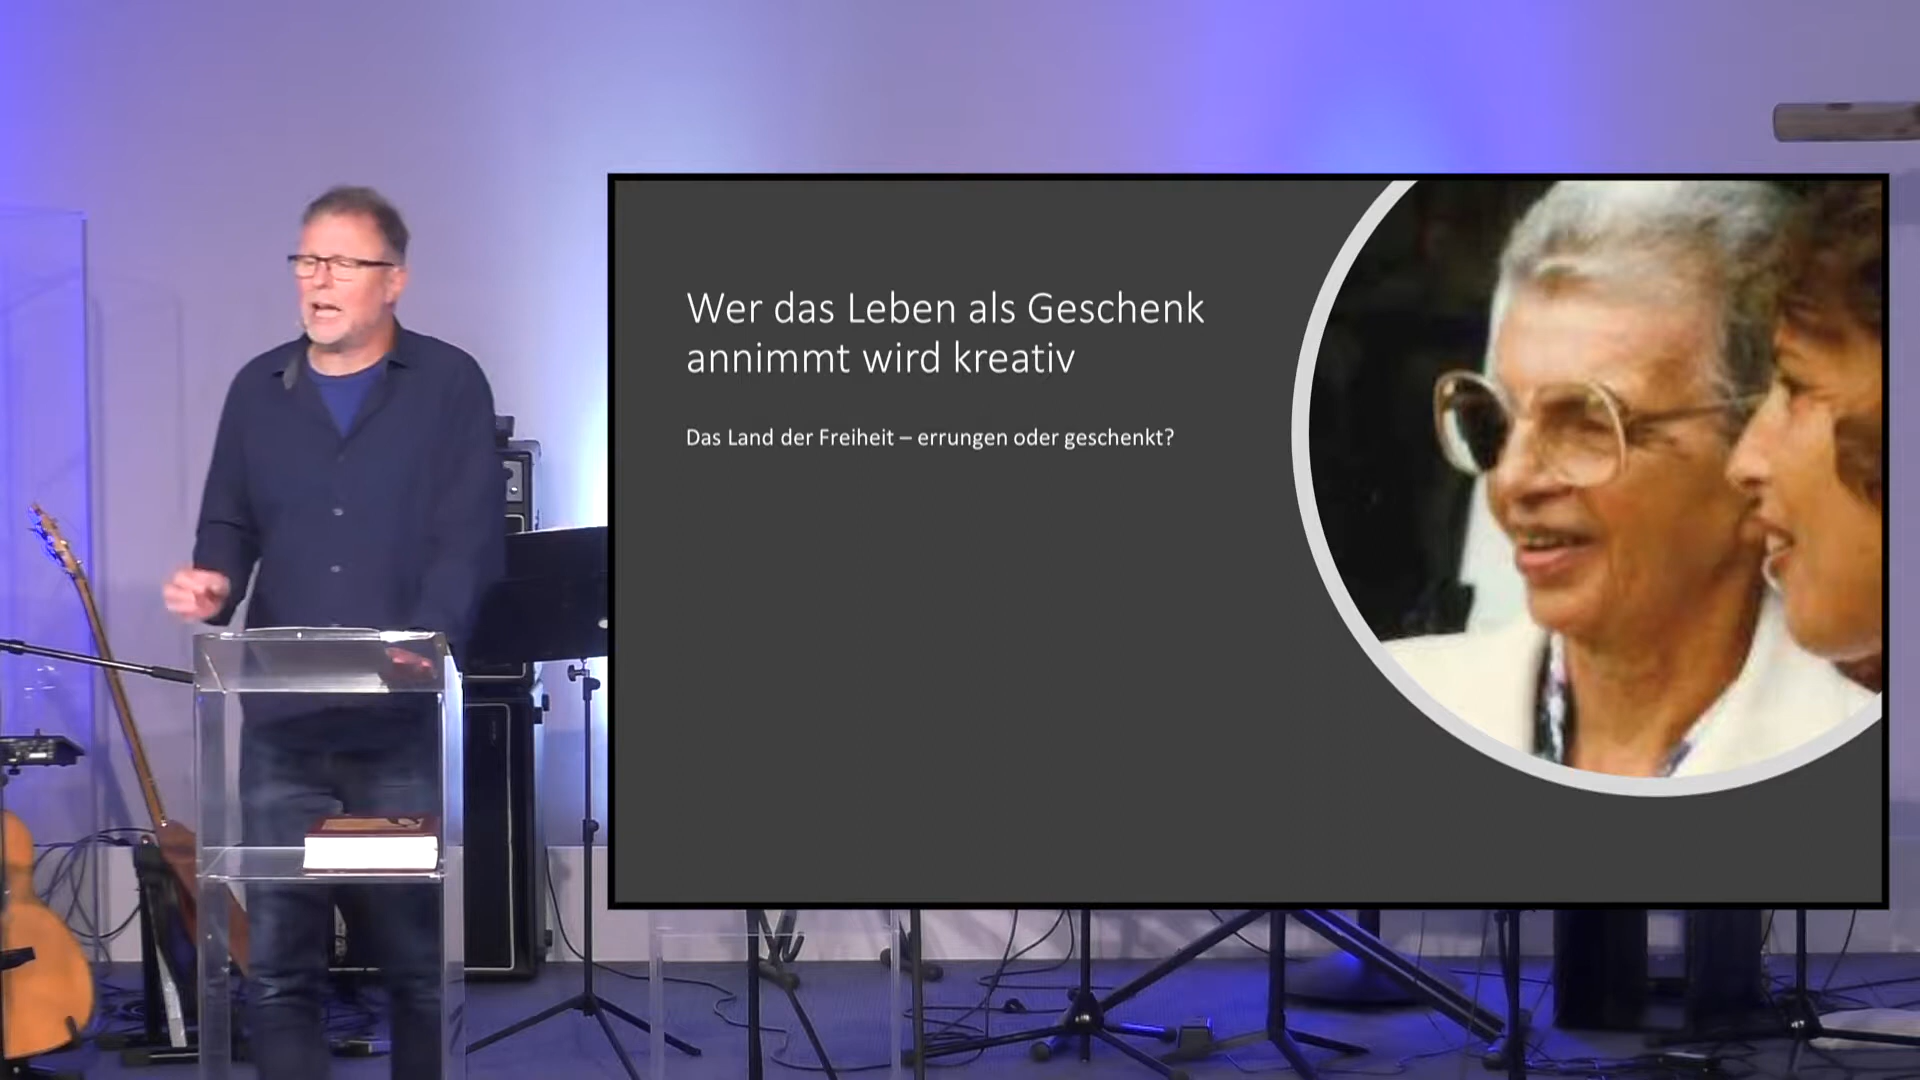 Wer das Leben als Geschenk
annimmt wird kreativ
Das Land der Freiheit – errungen oder geschenkt?